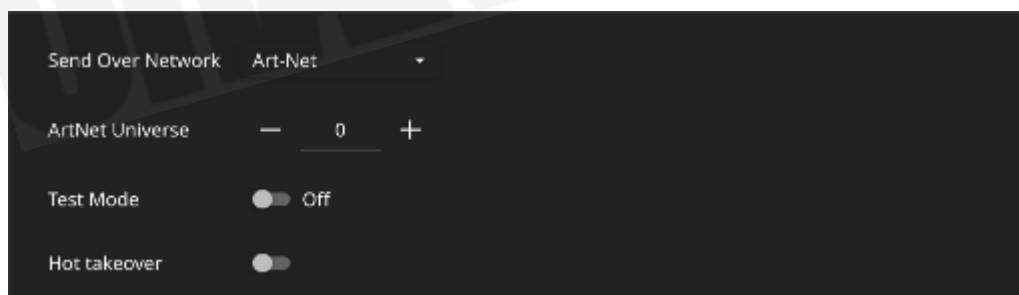 Send Over Network Art-Net
ArtNet Universe — 0 +
Test Mode Off
Hot takeover